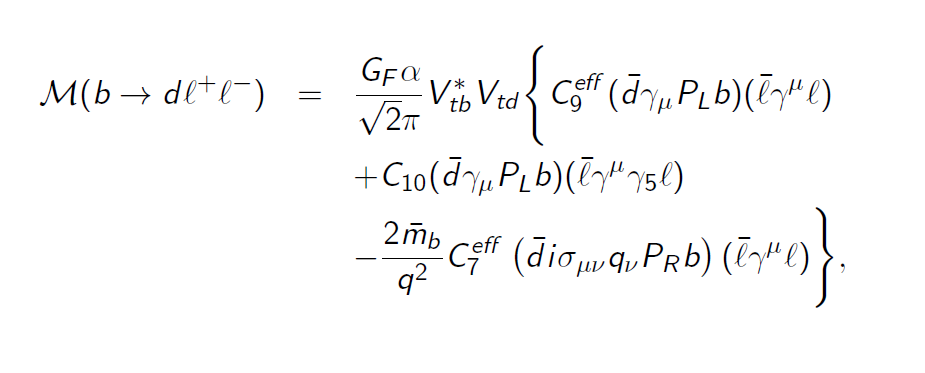 $\mathcal{M}(b \to d\ell^+\ell^-) = \frac{G_F\alpha}{\sqrt{2}\pi} V_{tb}^* V_{td} \Big\{ C_9^{eff} (\bar{d}\gamma_\mu P_L b)(\bar{\ell}\gamma^\mu \ell)$
$+ C_{10} (\bar{d}\gamma_\mu P_L b)(\bar{\ell}\gamma^\mu \gamma_5 \ell)$
$- \frac{2\bar{m}_b}{q^2} C_7^{eff} (\bar{d} i\sigma_{\mu\nu} q_\nu P_R b) (\bar{\ell}\gamma^\mu \ell) \Big\},$